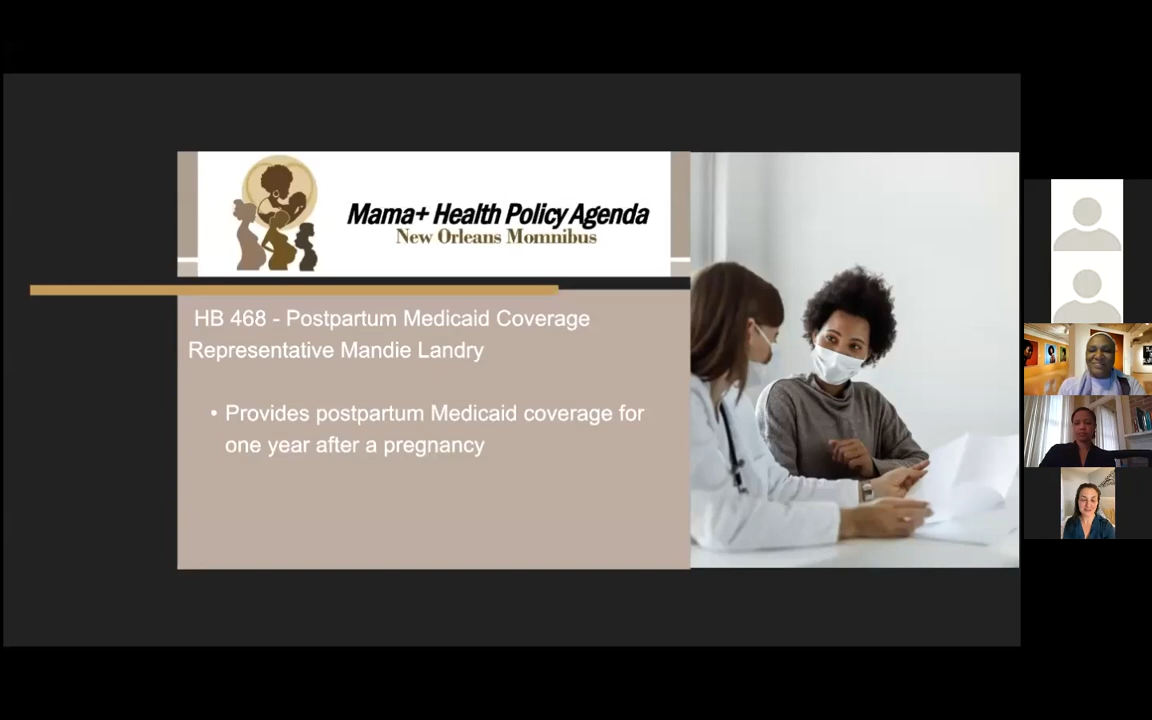 Mama+ Health Policy Agenda
New Orleans Momnibus
HB 468 - Postpartum Medicaid Coverage
Representative Mandie Landry
• Provides postpartum Medicaid coverage for
one year after a pregnancy